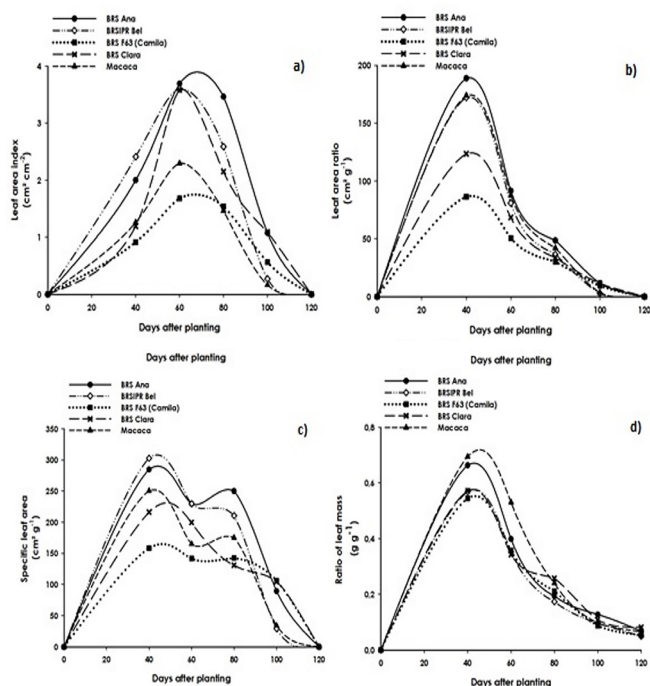 BRS Ana
BRSIPR Bel
BRS F63 (Camila)
BRS Clara
Macaca
a)
4
3
2
1
0
Leaf area index
(cm² cm⁻²)
0 20 40 60 80 100 120
Days after planting
Days after planting
BRS Ana
BRSIPR Bel
BRS F63 (Camila)
BRS Clara
Macaca
b)
200
150
100
50
0
Leaf area ratio
(cm² g⁻¹)
0 20 40 60 80 100 120
Days after planting
Days after planting
BRS Ana
BRSIPR Bel
BRS F63 (Camila)
BRS Clara
Macaca
c)
350
300
250
200
150
100
50
0
Specific leaf area
(cm² g⁻¹)
0 20 40 60 80 100 120
Days after planting
BRS Ana
BRSIPR Bel
BRS F63 (Camila)
BRS Clara
Macaca
d)
0.8
0.6
0.4
0.2
0.0
Ratio of leaf mass
(g g⁻¹)
0 20 40 60 80 100 120
Days after planting